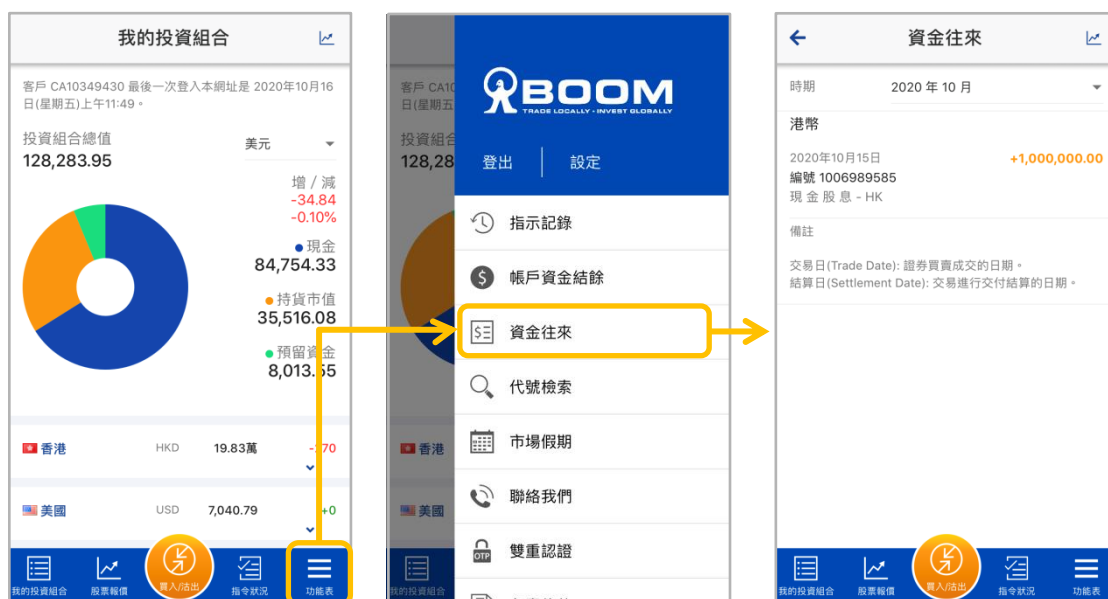 我的投資組合
客戶 CA10349430 最後一次登入本網址是 2020年10月16
日(星期五)上午11:49。
投資組合總值
128,283.95
美元
增 / 減
-34.84
-0.10%
現金
84,754.33
持貨市值
35,516.08
預留資金
8,013.55
香港 HKD 19.83萬
美國 USD 7,040.79 +0
我的投資組合 股票報價 買入/沽出 指令狀況 功能表
客戶 CA10
日(星期五
投資組合
128,28
香港
美國
我的投資組合
BOOM
TRADE LOCALLY - INVEST GLOBALLY
登出 設定
指示記錄
帳戶資金結餘
資金往來
代號檢索
市場假期
聯絡我們
OTP 雙重認證
資金往來
時期 2020 年 10 月
港幣
2020年10月15日 +1,000,000.00
編號 1006989585
現 金 股 息 - HK
備註
交易日(Trade Date): 證券買賣成交的日期。
結算日(Settlement Date): 交易進行交付結算的日期。
我的投資組合 股票報價 買入/沽出 指令狀況 功能表